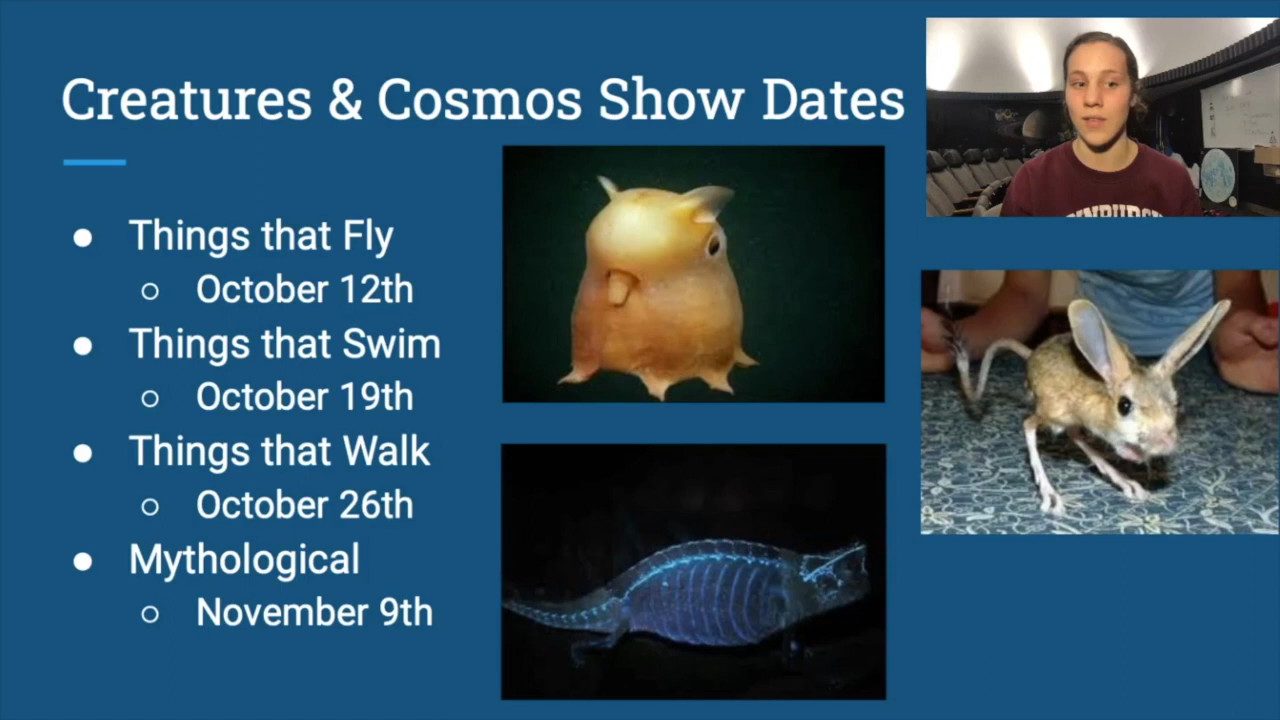 Creatures & Cosmos Show Dates
Things that Fly
October 12th
Things that Swim
October 19th
Things that Walk
October 26th
Mythological
November 9th